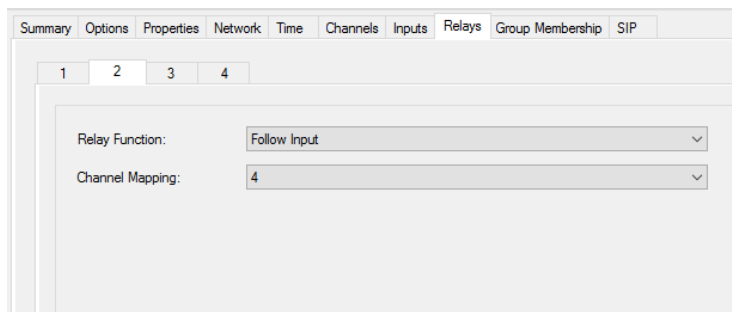 Summary Options Properties Network Time Channels Inputs Relays Group Membership SIP
1 2 3 4
Relay Function: Follow Input
Channel Mapping: 4